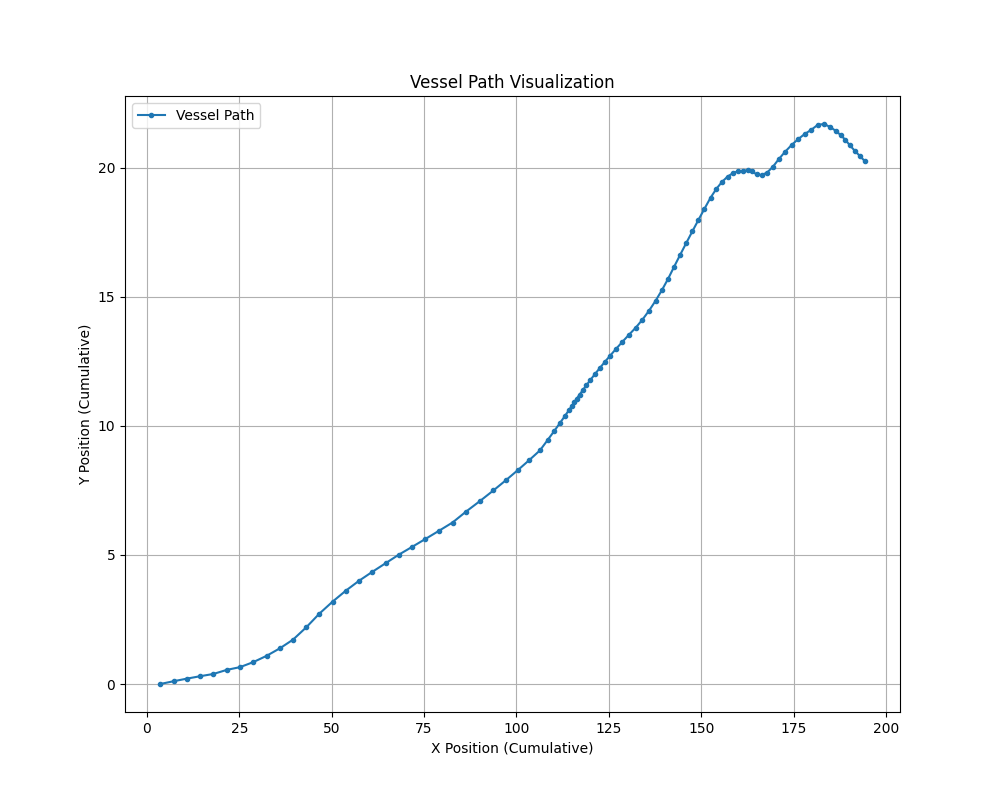 Vessel Path Visualization
Vessel Path
Y Position (Cumulative)
20
15
10
5
0
0 25 50 75 100 125 150 175 200
X Position (Cumulative)